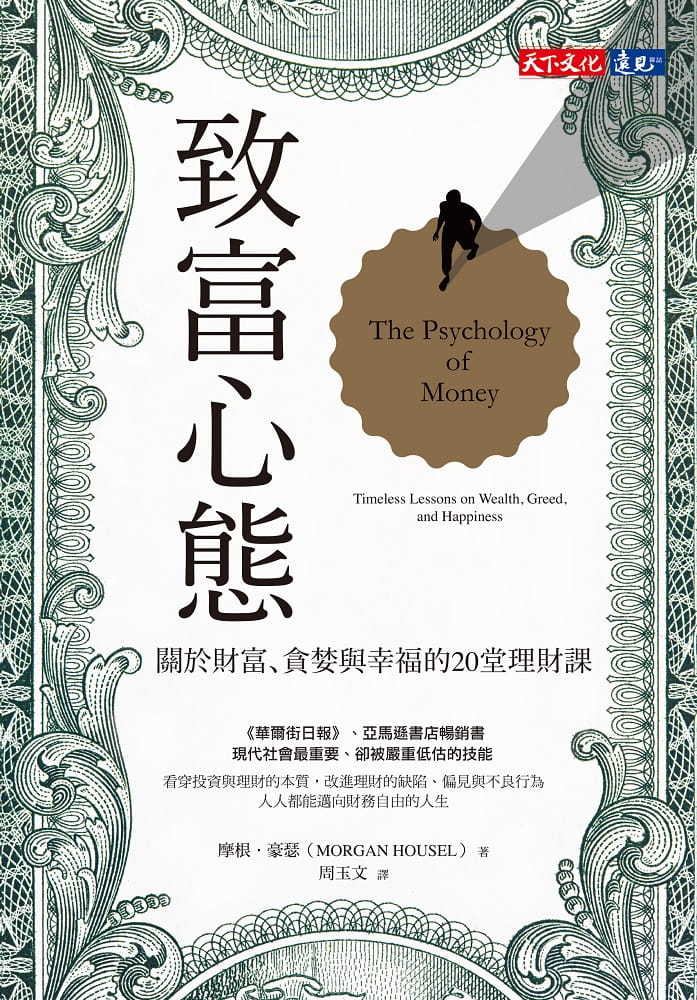 天下文化 遠見雜誌
致富心態
The Psychology
of
Money
Timeless Lessons on Wealth, Greed,
and Happiness
關於財富、貪婪與幸福的20堂理財課
《華爾街日報》、亞馬遜書店暢銷書
現代社會最重要、卻被嚴重低估的技能
看穿投資與理財的本質，改進理財的缺陷、偏見與不良行為
人人都能邁向財務自由的人生
摩根・豪瑟（MORGAN HOUSEL）著
周玉文 譯